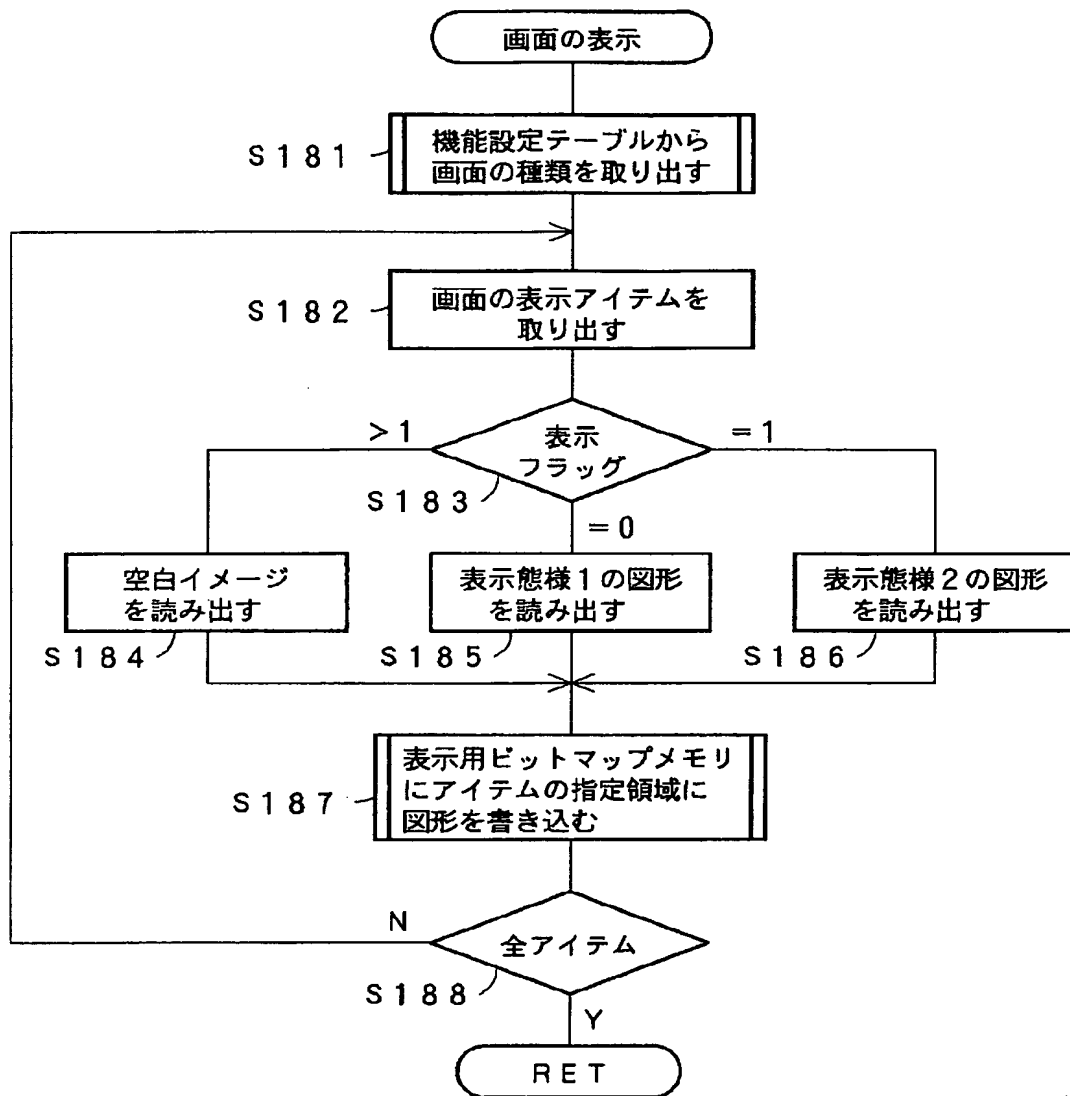 画面の表示
機能設定テーブルから
S181
画面の種類を取り出す
画面の表示アイテムを
S182
取り出す
>1
表示
=1
フラッグ
S183
=0
空白イメージ
を読み出す
S184
表示態様1の図形
を読み出す
S185
表示態様2の図形
を読み出す
S186
表示用ビットマップメモリ
S187
にアイテムの指定領域に
図形を書き込む
N
全アイテム
S188
Y
RET